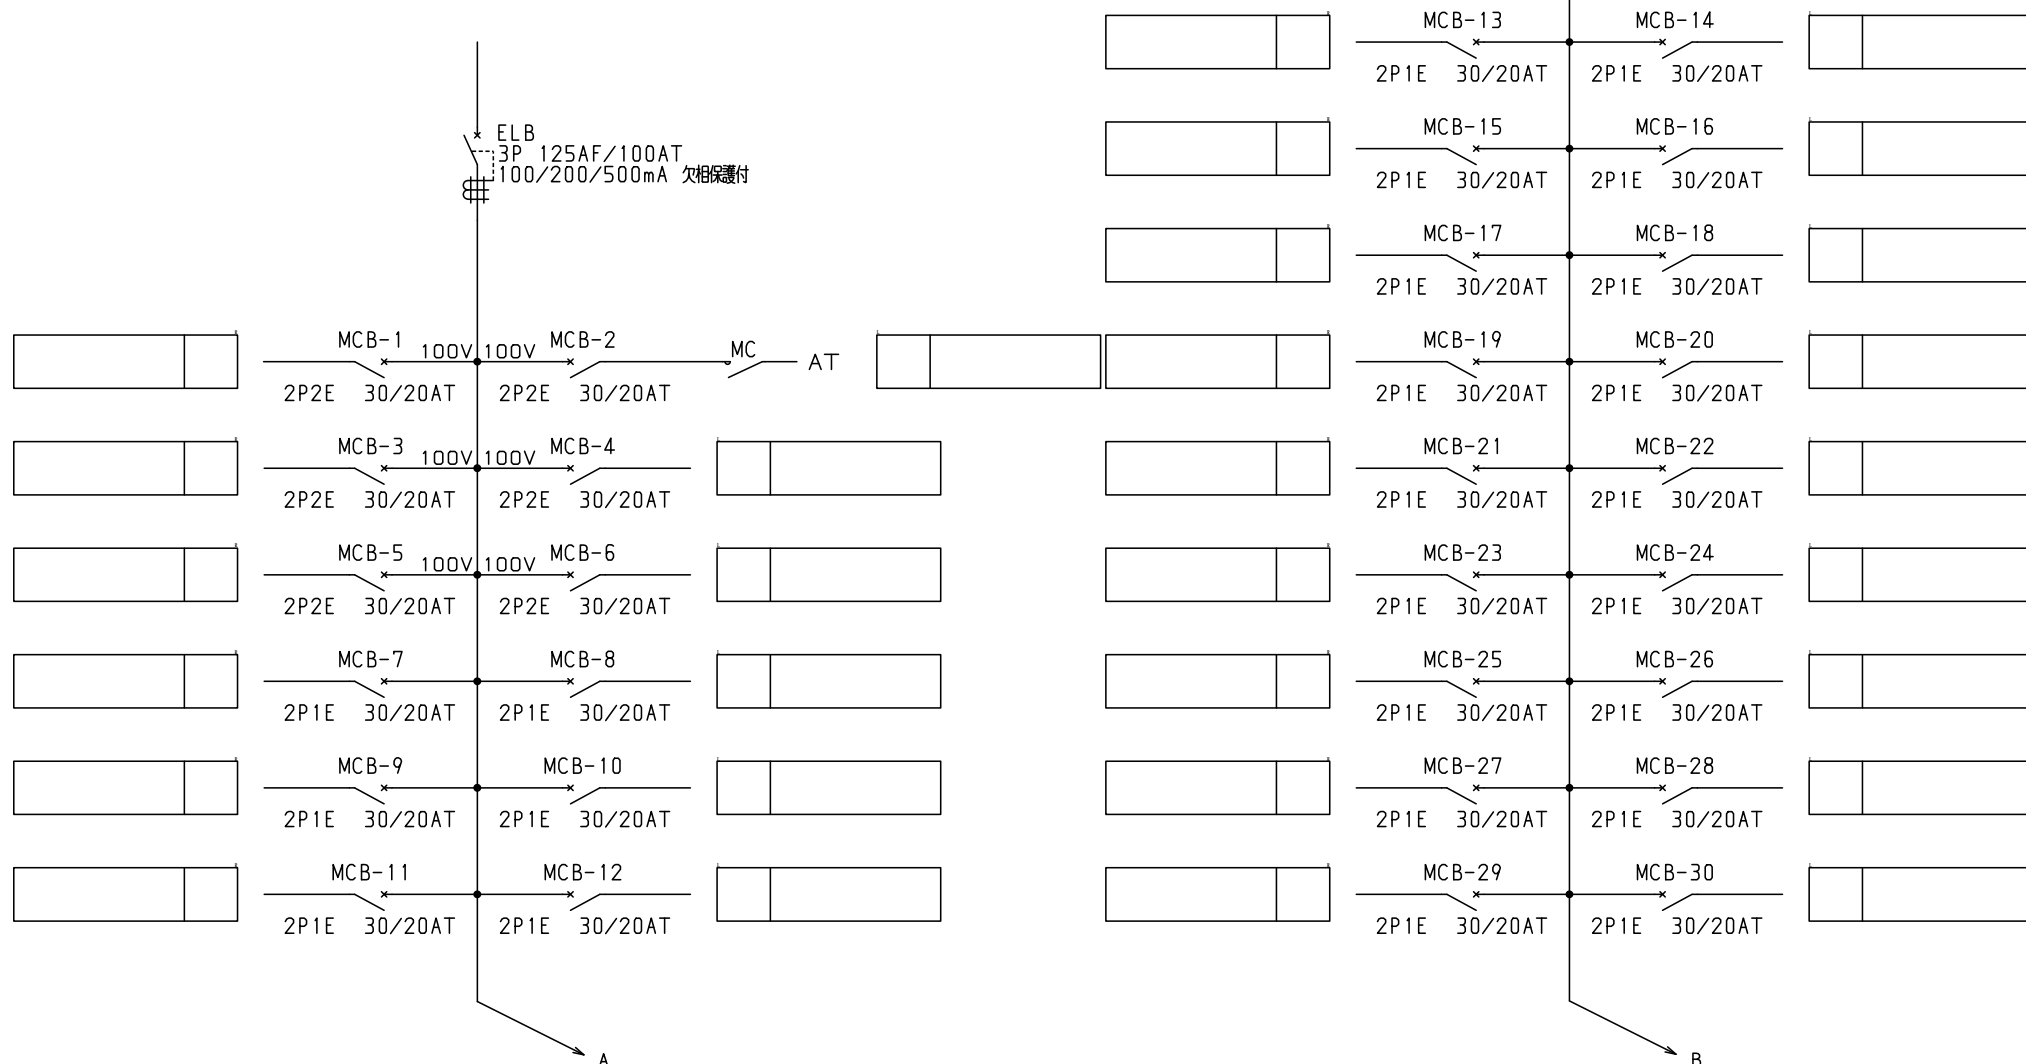 ELB
3P 125AF/100AT
100/200/500mA 欠相保護付
MCB-1 100V 100V MCB-2 MC AT
2P2E 30/20AT 2P2E 30/20AT
MCB-3 100V 100V MCB-4
2P2E 30/20AT 2P2E 30/20AT
MCB-5 100V 100V MCB-6
2P2E 30/20AT 2P2E 30/20AT
MCB-7 MCB-8
2P1E 30/20AT 2P1E 30/20AT
MCB-9 MCB-10
2P1E 30/20AT 2P1E 30/20AT
MCB-11 MCB-12
2P1E 30/20AT 2P1E 30/20AT
A
MCB-13 MCB-14
2P1E 30/20AT 2P1E 30/20AT
MCB-15 MCB-16
2P1E 30/20AT 2P1E 30/20AT
MCB-17 MCB-18
2P1E 30/20AT 2P1E 30/20AT
MCB-19 MCB-20
2P1E 30/20AT 2P1E 30/20AT
MCB-21 MCB-22
2P1E 30/20AT 2P1E 30/20AT
MCB-23 MCB-24
2P1E 30/20AT 2P1E 30/20AT
MCB-25 MCB-26
2P1E 30/20AT 2P1E 30/20AT
MCB-27 MCB-28
2P1E 30/20AT 2P1E 30/20AT
MCB-29 MCB-30
2P1E 30/20AT 2P1E 30/20AT
B